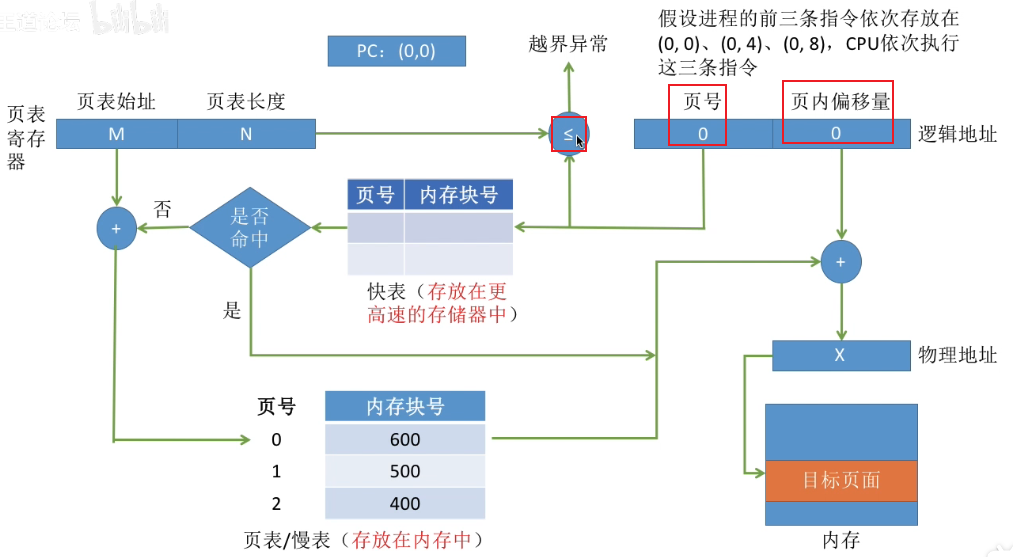 bilibili
PC：(0,0)
越界异常
假设进程的前三条指令依次存放在
(0, 0)、(0, 4)、(0, 8)，CPU依次执行
这三条指令
页表
寄存
器
页表始址 页表长度
M N
≤
页号 页内偏移量
0 0
逻辑地址
页号 内存块号
+
否
是否
命中
快表（存放在更
高速的存储器中）
是
+
X
物理地址
页号 内存块号
0 600
1 500
2 400
页表/慢表（存放在内存中）
目标页面
内存